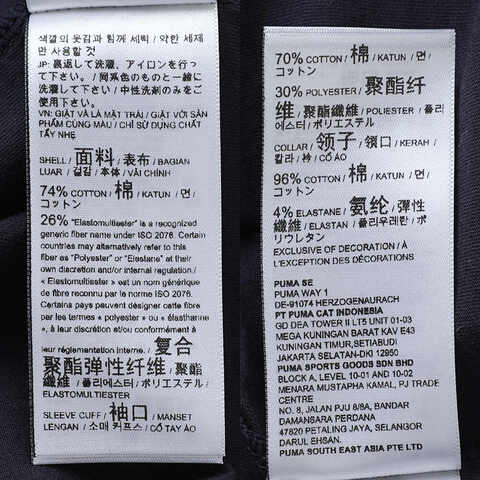 색깔의 옷감과 함께 세탁 / 약한 세제
만 사용할 것
JP: 裏返して洗濯、アイロンを行っ
て下さい。 / 同系色のものと一緒に
洗濯して下さい / 中性洗剤のみをご
使用下さい。
VN: GIẶT VÀ LÀ MẶT TRÁI / GIẶT VỚI SẢN
PHẨM CÙNG MÀU / CHỈ SỬ DỤNG CHẤT
TẨY NHẸ
SHELL / 面料 / 表布 / BAGIAN
LUAR / 겉감 / 本体 / VẢI CHÍNH
74% COTTON / 棉 / KATUN / 면 /
コットン
26% "Elastomultiester" is a recognized
generic fiber name under ISO 2076. Certain
countries may alternatively refer to this
fiber as "Polyester" or "Elastane" at their
own discretion and/or internal regulation./
« Elastomultiester » est un nom générique
de fibre reconnu par la norme ISO 2076.
Certains pays peuvent désigner cette fibre
par les termes « polyester » ou « élasthanne
», à leur discrétion et/ou conformément à
leur réglementation interne. / 复合
聚酯弹性纤维 / 聚酯
纖維 / 폴리에스터 / ポリエステル /
ELASTOMULTIESTER
SLEEVE CUFF / 袖口 / MANSET
LENGAN / 소매 커프스 / CỔ TAY ÁO
70% COTTON / 棉 / KATUN / 면 /
コットン
30% POLYESTER / 聚酯纤
维 / 聚酯纖維 / POLIESTER / 폴리
에스터 / ポリエステル
COLLAR / 领子 / 領口 / KERAH /
칼라 / 衿 / CỔ ÁO
96% COTTON / 棉 / KATUN / 면 /
コットン
4% ELASTANE / 氨纶 / 彈性
纖維 / ELASTAN / 폴리우레탄 / ポ
リウレタン
EXCLUSIVE OF DECORATION / À
L'EXCEPTION DES DÉCORATIONS
PUMA SE
PUMA WAY 1
DE-91074 HERZOGENAURACH
PT PUMA CAT INDONESIA
GD DEA TOWER II LT5 UNIT 01-03
MEGA KUNINGAN BARAT KAV E43
KUNINGAN TIMUR,SETIABUDI
JAKARTA SELATAN-DKI 12950
PUMA SPORTS GOODS SDN BHD
BLOCK A, LEVEL 10-01 AND 10-02
MENARA MUSTAPHA KAMAL, PJ TRADE
CENTRE
NO. 8, JALAN PJU 8/8A, BANDAR
DAMANSARA PERDANA
47820 PETALING JAYA, SELANGOR
DARUL EHSAN.
PUMA SOUTH EAST ASIA PTE LTD